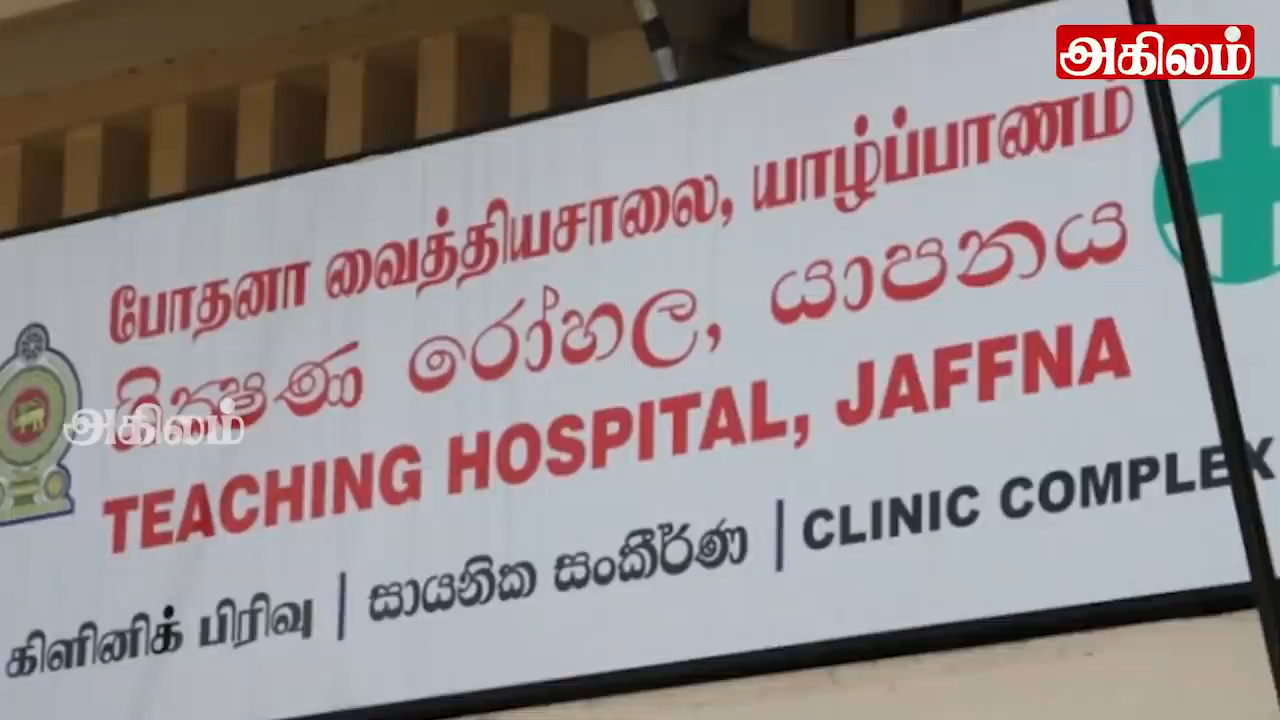 அகிலம்
போதனா வைத்தியசாலை, யாழ்ப்பாணம்
ශික්ෂණ රෝහල, යාපනය
அகிலம்
TEACHING HOSPITAL, JAFFNA
கிளினிக் பிரிவு | සායනික සංකීර්ණ | CLINIC COMPLEX